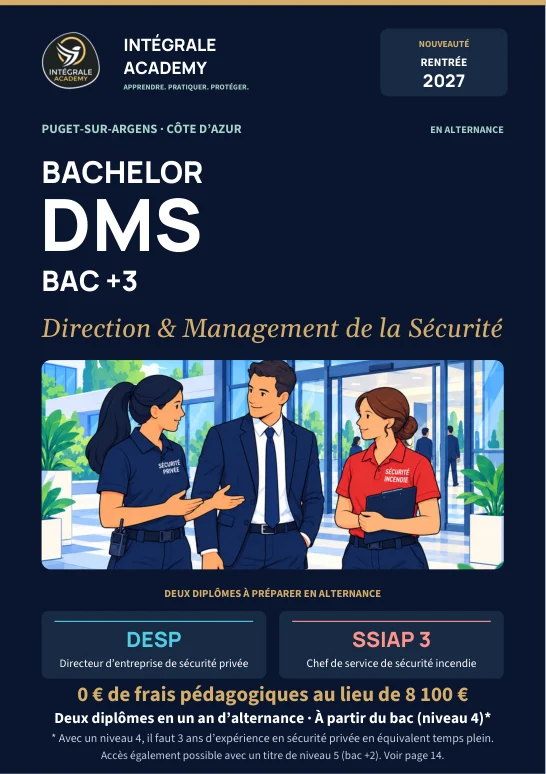 INTÉGRALE
ACADEMY
INTÉGRALE
ACADEMY
APPRENDRE. PRATIQUER. PROTÉGER.
NOUVEAUTÉ
RENTRÉE
2027
PUGET-SUR-ARGENS · CÔTE D’AZUR
EN ALTERNANCE
BACHELOR
DMS
BAC +3
Direction & Management de la Sécurité
SÉCURITÉ
PRIVÉE
SÉCURITÉ
INCENDIE
DEUX DIPLÔMES À PRÉPARER EN ALTERNANCE
DESP
Directeur d’entreprise de sécurité privée
SSIAP 3
Chef de service de sécurité incendie
0 € de frais pédagogiques au lieu de 8 100 €
Deux diplômes en un an d’alternance · À partir du bac (niveau 4)*
* Avec un niveau 4, il faut 3 ans d’expérience en sécurité privée en équivalent temps plein.
Accès également possible avec un titre de niveau 5 (bac +2). Voir page 14.